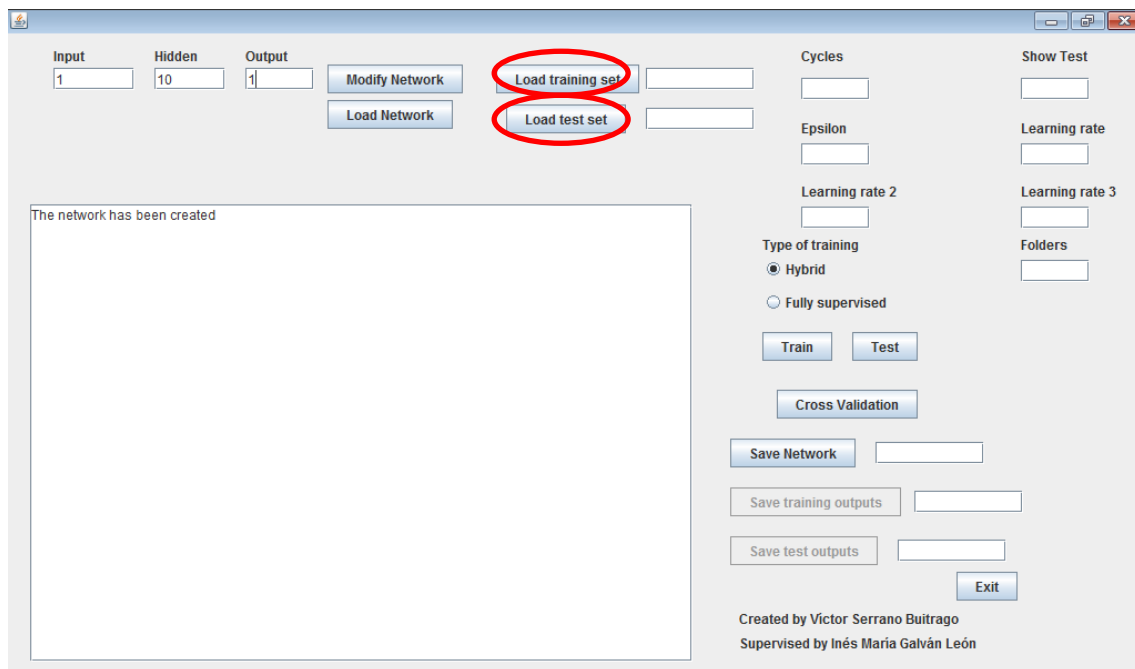 Input Hidden Output
1 10 1
Modify Network
Load Network
Load training set
Load test set
Cycles
Show Test
Epsilon
Learning rate
Learning rate 2
Learning rate 3
Type of training
Folders
Hybrid
Fully supervised
Train Test
Cross Validation
Save Network
Save training outputs
Save test outputs
Exit
The network has been created
Created by Víctor Serrano Buitrago
Supervised by Inés María Galván León